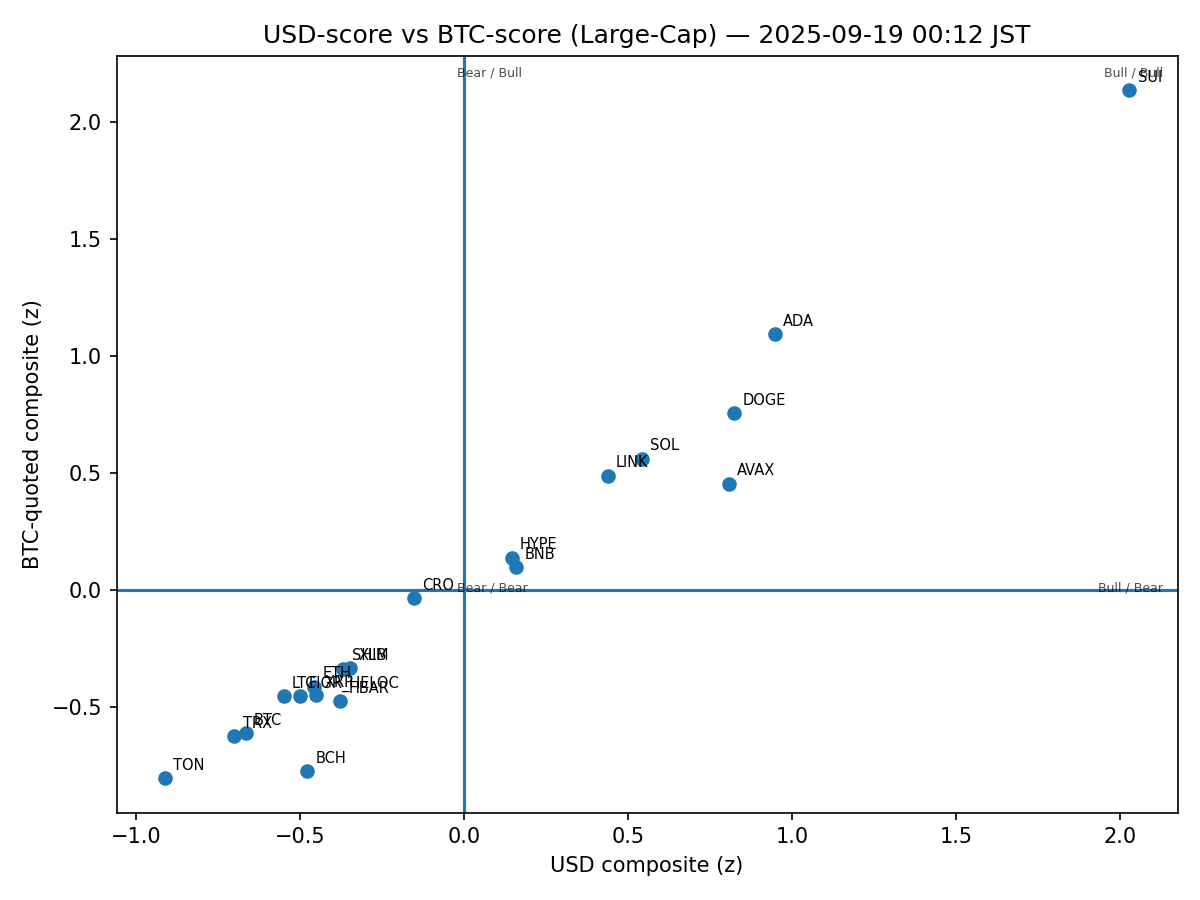 USD-score vs BTC-score (Large-Cap) — 2025-09-19 00:12 JST
Bear / Bull
Bull / Bull
SUI
2.0
1.5
ADA
1.0
DOGE
SOL
LINK
AVAX
0.5
HYPE
BNB
CRO
Bear / Bear
Bull / Bear
0.0
SHIB
XLM
ETH
LTC
XRP
HBAR
−0.5
BTC
TRX
BCH
TON
−1.0
−0.5
0.0
0.5
1.0
1.5
2.0
USD composite (z)
BTC-quoted composite (z)